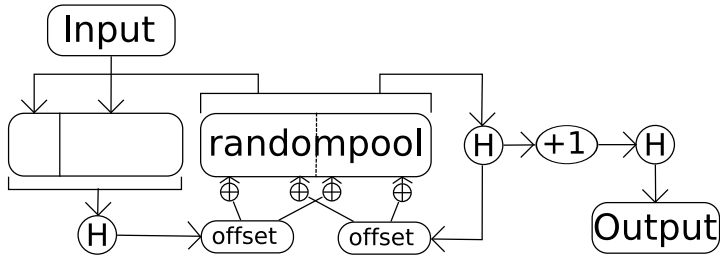 Input
randompool
H
+1
H
H
offset
offset
Output